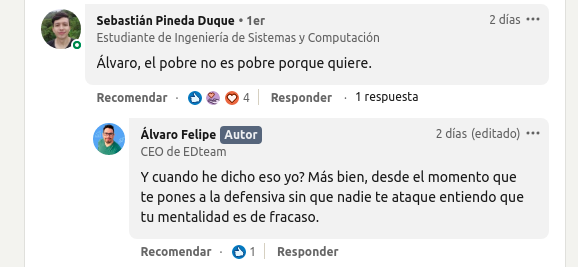 Sebastián Pineda Duque • 1er 2 días •••
Estudiante de Ingeniería de Sistemas y Computación
Álvaro, el pobre no es pobre porque quiere.
Recomendar · 4 Responder · 1 respuesta
Álvaro Felipe Autor 2 días (editado) •••
CEO de EDteam
Y cuando he dicho eso yo? Más bien, desde el momento que
te pones a la defensiva sin que nadie te ataque entiendo que
tu mentalidad es de fracaso.
Recomendar · 1 Responder